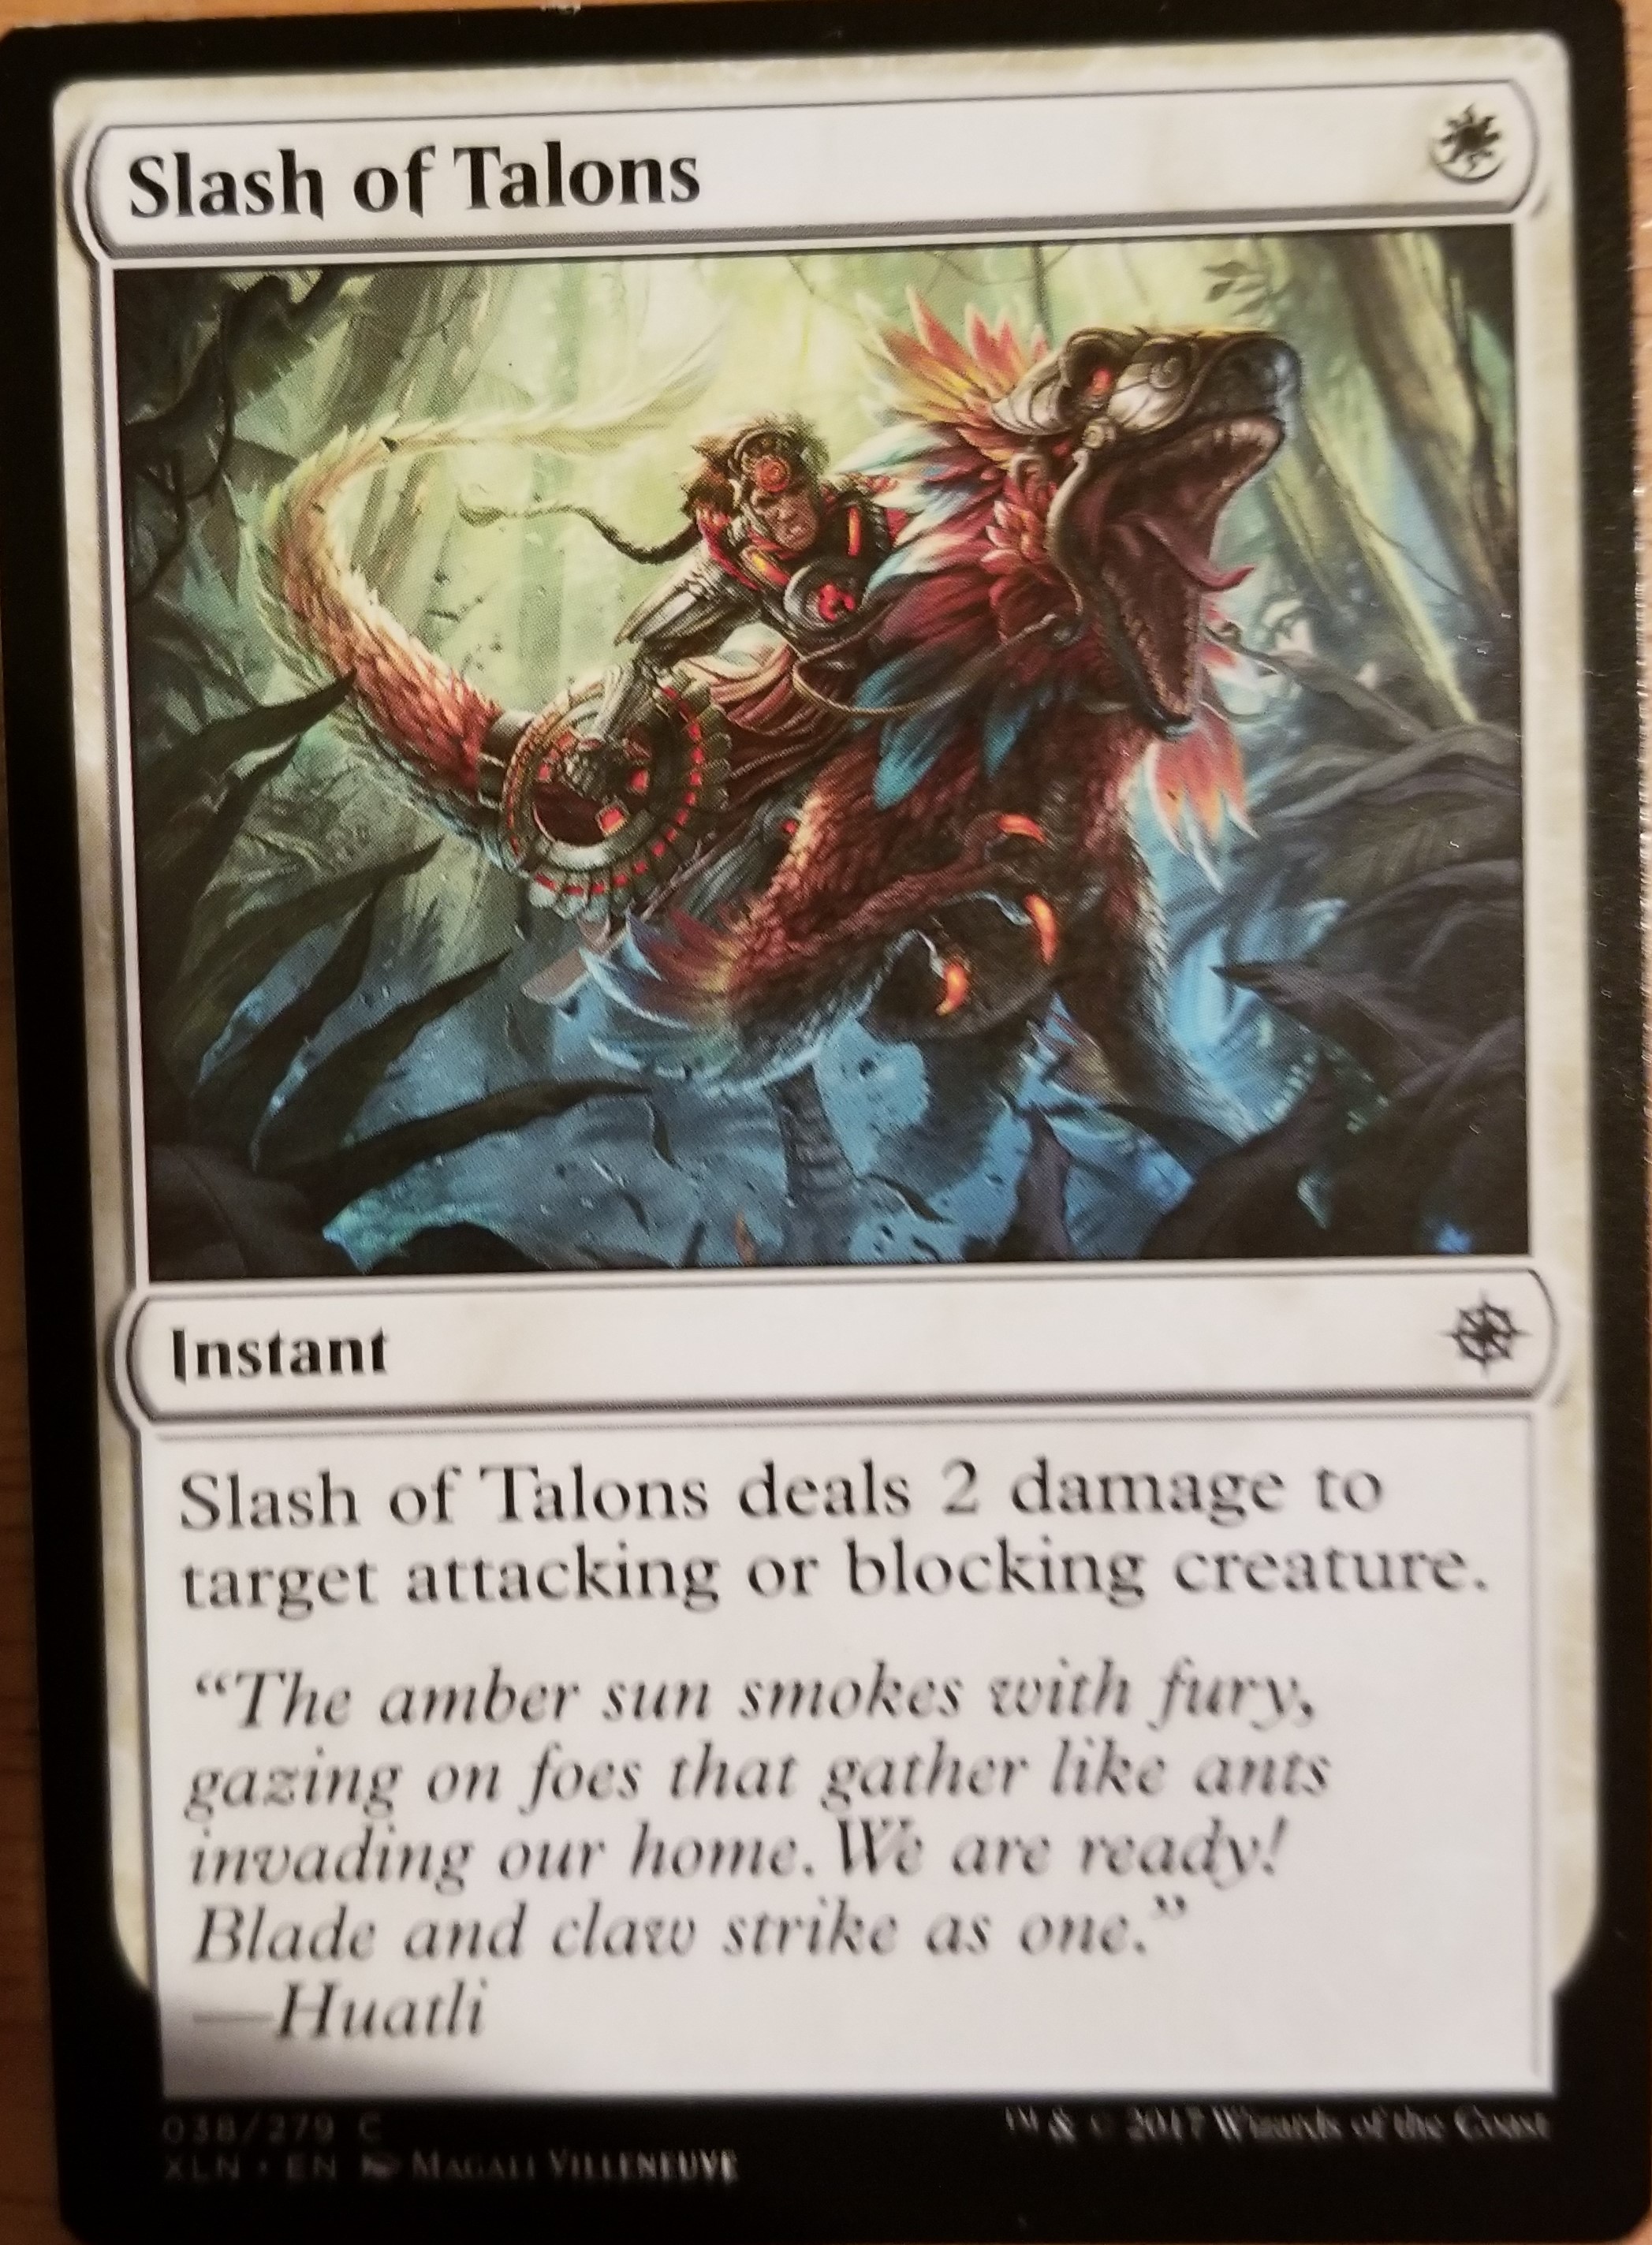 Slash of Talons
Instant
Slash of Talons deals 2 damage to
target attacking or blocking creature.
“The amber sun smokes with fury,
gazing on foes that gather like ants
invading our home. We are ready!
Blade and claw strike as one.”
—Huatli
038/279 C
™ & © 2017 Wizards of the Coast
XLN • EN Magali Villeneuve